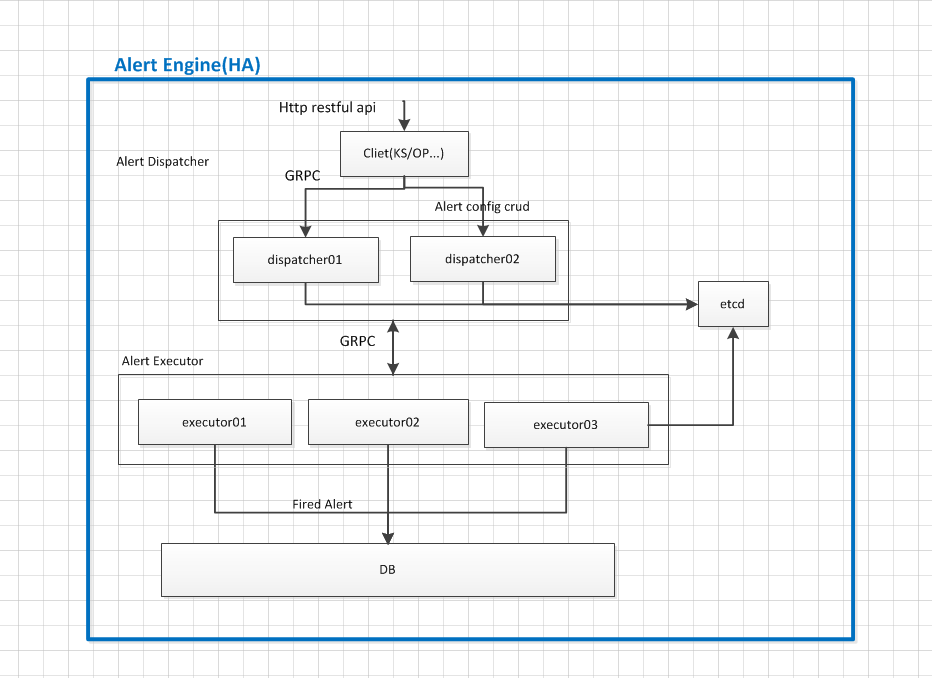 Alert Engine(HA)
Http restful api
Cliet(KS/OP...)
Alert Dispatcher
GRPC
Alert config crud
dispatcher01
dispatcher02
etcd
GRPC
Alert Executor
executor01
executor02
executor03
Fired Alert
DB